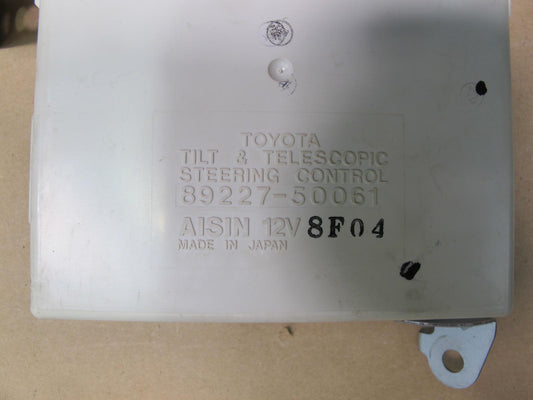 TOYOTA
TILT & TELESCOPIC
STEERING CONTROL
89227-50061
AISIN 12V 8F04
MADE IN JAPAN